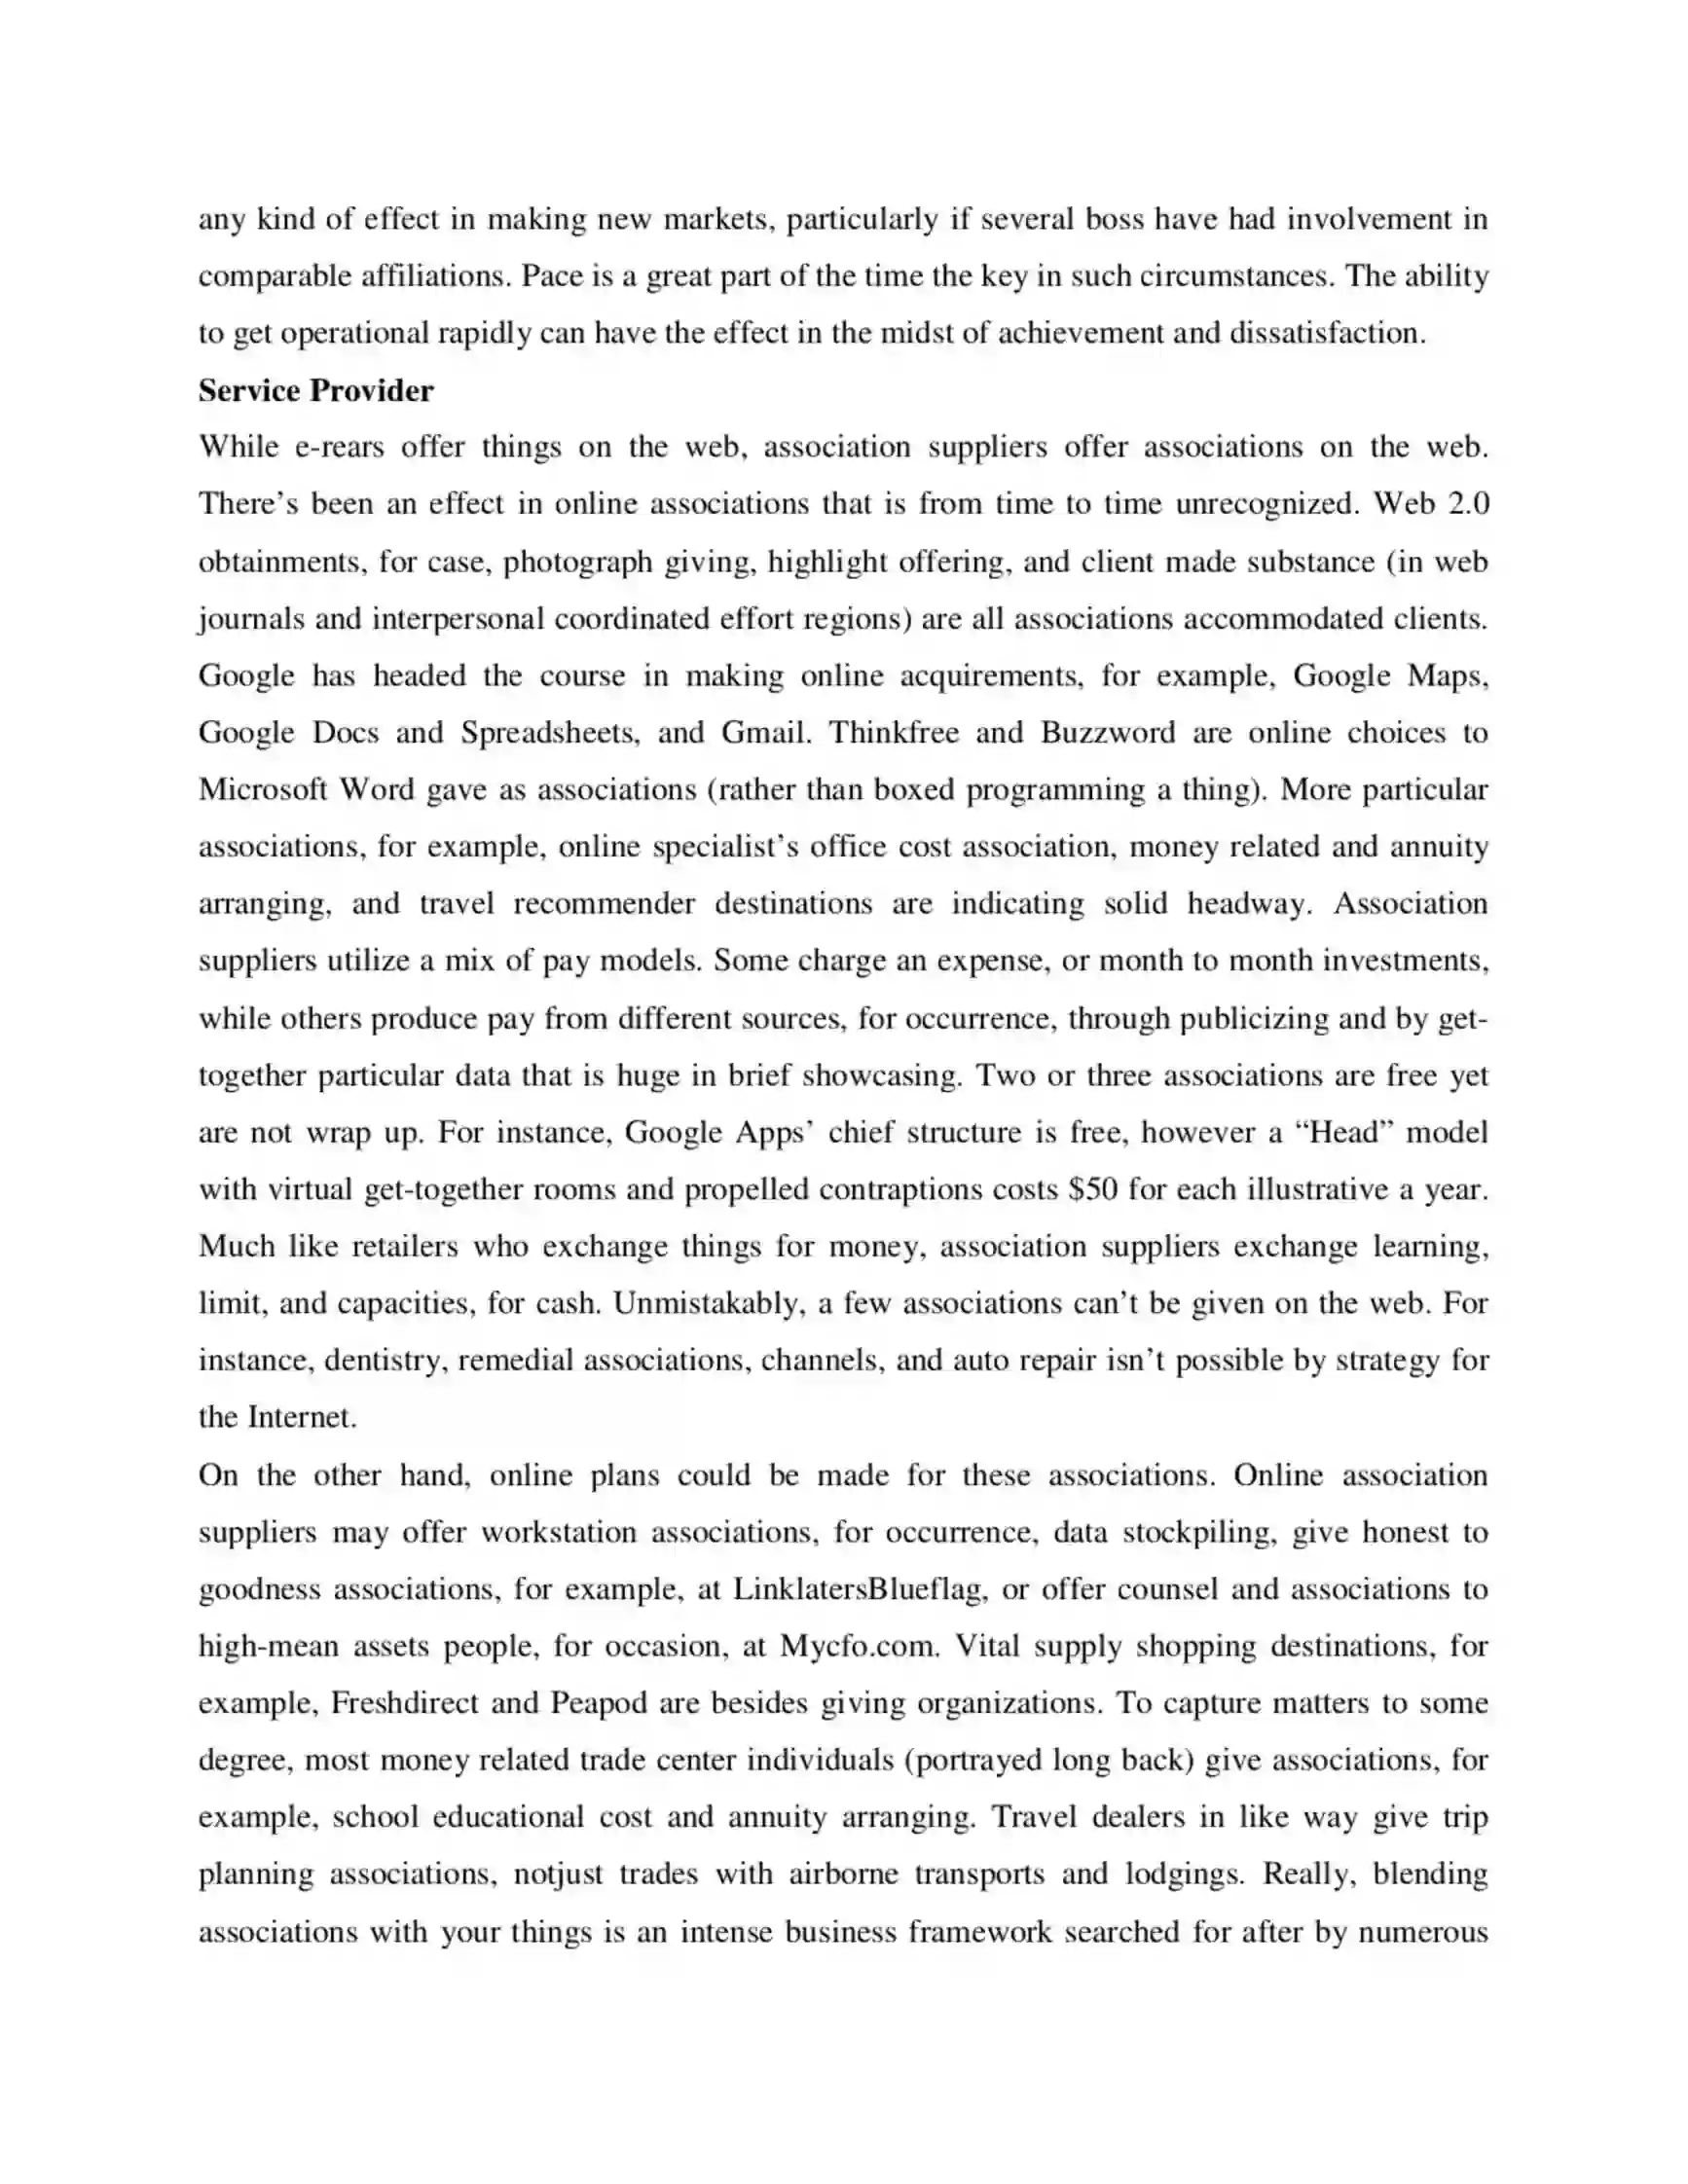 any kind of effect in making new markets, particularly if several boss have had involvement in
comparable affiliations. Pace is a great part of the time the key in such circumstances. The ability
to get operational rapidly can have the effect in the midst of achievement and dissatisfaction.
Service Provider
While e-rears offer things on the web, association suppliers offer associations on the web.
There’s been an effect in online associations that is from time to time unrecognized. Web 2.0
obtainments, for case, photograph giving, highlight offering, and client made substance (in web
journals and interpersonal coordinated effort regions) are all associations accommodated clients.
Google has headed the course in making online acquirements, for example, Google Maps,
Google Docs and Spreadsheets, and Gmail. Thinkfree and Buzzword are online choices to
Microsoft Word gave as associations (rather than boxed programming a thing). More particular
associations, for example, online specialist’s office cost association, money related and annuity
arranging, and travel recommender destinations are indicating solid headway. Association
suppliers utilize a mix of pay models. Some charge an expense, or month to month investments,
while others produce pay from different sources, for occurrence, through publicizing and by get-
together particular data that is huge in brief showcasing. Two or three associations are free yet
are not wrap up. For instance, Google Apps’ chief structure is free, however a “Head” model
with virtual get-together rooms and propelled contraptions costs $50 for each illustrative a year.
Much like retailers who exchange things for money, association suppliers exchange learning,
limit, and capacities, for cash. Unmistakably, a few associations can’t be given on the web. For
instance, dentistry, remedial associations, channels, and auto repair isn’t possible by strategy for
the Internet.
On the other hand, online plans could be made for these associations. Online association
suppliers may offer workstation associations, for occurrence, data stockpiling, give honest to
goodness associations, for example, at LinklatersBlueflag, or offer counsel and associations to
high-mean assets people, for occasion, at Mycfo.com. Vital supply shopping destinations, for
example, Freshdirect and Peapod are besides giving organizations. To capture matters to some
degree, most money related trade center individuals (portrayed long back) give associations, for
example, school educational cost and annuity arranging. Travel dealers in like way give trip
planning associations, notjust trades with airborne transports and lodgings. Really, blending
associations with your things is an intense business framework searched for after by numerous